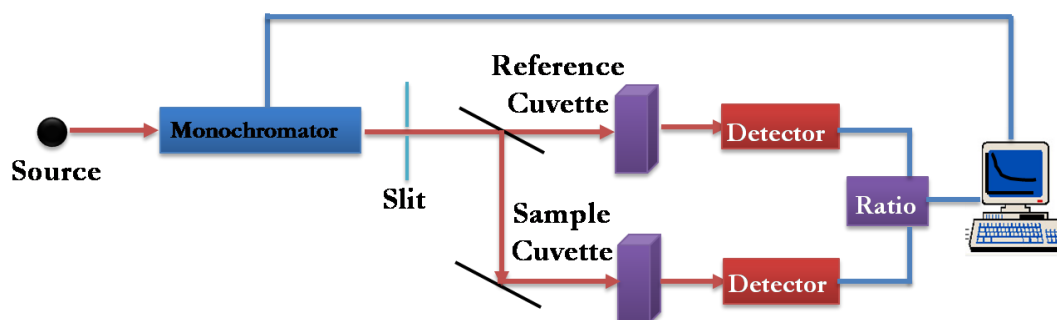 Source
Monochromator
Slit
Reference
Cuvette
Detector
Sample
Cuvette
Detector
Ratio